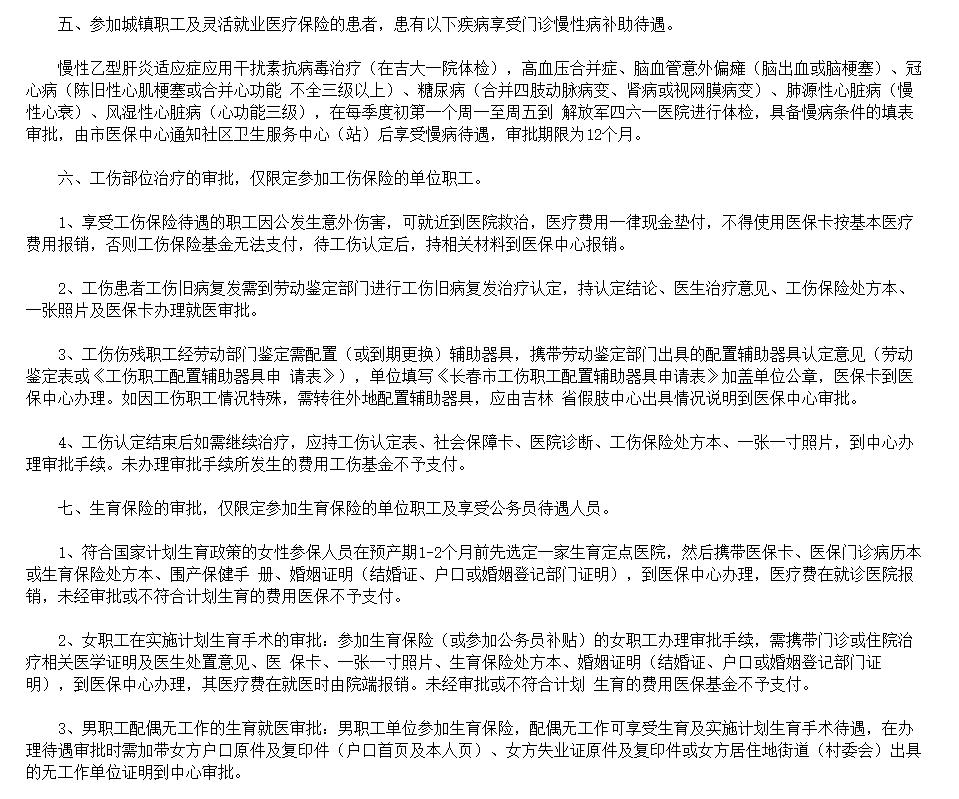 五、参加城镇职工及灵活就业医疗保险的患者，患有以下疾病享受门诊慢性病补助待遇。
慢性乙型肝炎适应症应用干扰素抗病毒治疗（在吉大一院体检），高血压合并症、脑血管意外偏瘫（脑出血或脑梗塞）、冠
心病（陈旧性心肌梗塞或合并心功能 不全三级以上）、糖尿病（合并四肢动脉病变、肾病或视网膜病变）、肺源性心脏病（慢
性心衰）、风湿性心脏病（心功能三级），在每季度初第一个周一至周五到 解放军四六一医院进行体检，具备慢病条件的填表
审批，由市医保中心通知社区卫生服务中心（站）后享受慢病待遇，审批期限为12个月。
六、工伤部位治疗的审批，仅限定参加工伤保险的单位职工。
1、享受工伤保险待遇的职工因公发生意外伤害，可就近到医院救治，医疗费用一律现金垫付，不得使用医保卡按基本医疗
费用报销，否则工伤保险基金无法支付，待工伤认定后，持相关材料到医保中心报销。
2、工伤患者工伤旧病复发需到劳动鉴定部门进行工伤旧病复发治疗认定，持认定结论、医生治疗意见、工伤保险处方本、
一张照片及医保卡办理就医审批。
3、工伤伤残职工经劳动部门鉴定需配置（或到期更换）辅助器具，携带劳动鉴定部门出具的配置辅助器具认定意见（劳动
鉴定表或《工伤职工配置辅助器具申 请表》），单位填写《长春市工伤职工配置辅助器具申请表》加盖单位公章，医保卡到医
保中心办理。如因工伤职工情况特殊，需转往外地配置辅助器具，应由吉林 省假肢中心出具情况说明到医保中心审批。
4、工伤认定结束后如需继续治疗，应持工伤认定表、社会保障卡、医院诊断、工伤保险处方本、一张一寸照片，到中心办
理审批手续。未办理审批手续所发生的费用工伤基金不予支付。
七、生育保险的审批，仅限定参加生育保险的单位职工及享受公务员待遇人员。
1、符合国家计划生育政策的女性参保人员在预产期1-2个月前先选定一家生育定点医院，然后携带医保卡、医保门诊病历本
或生育保险处方本、围产保健手 册、婚姻证明（结婚证、户口或婚姻登记部门证明），到医保中心办理，医疗费在就诊医院报
销，未经审批或不符合计划生育的费用医保不予支付。
2、女职工在实施计划生育手术的审批：参加生育保险（或参加公务员补贴）的女职工办理审批手续，需携带门诊或住院治
疗相关医学证明及医生处置意见、医 保卡、一张一寸照片、生育保险处方本、婚姻证明（结婚证、户口或婚姻登记部门证
明），到医保中心办理，其医疗费在就医时由院端报销。未经审批或不符合计划 生育的费用医保基金不予支付。
3、男职工配偶无工作的生育就医审批：男职工单位参加生育保险，配偶无工作可享受生育及实施计划生育手术待遇，在办
理待遇审批时需加带女方户口原件及复印件（户口首页及本人页）、女方失业证原件及复印件或女方居住地街道（村委会）出具
的无工作单位证明到中心审批。